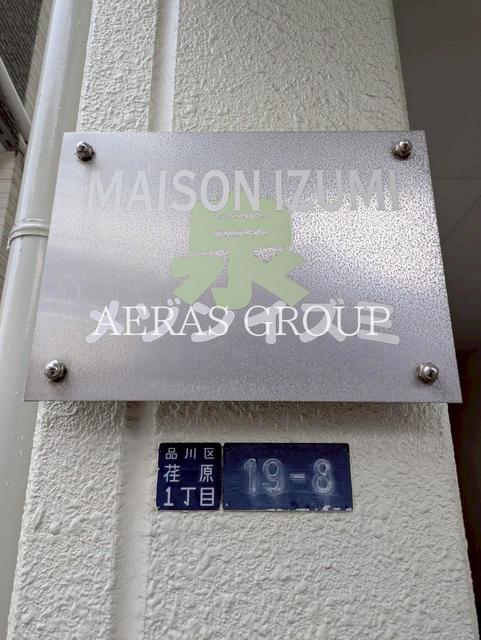 MAISON IZUMI
泉
メゾンイズミ
AERAS GROUP
品川区
荏原
1丁目
19-8